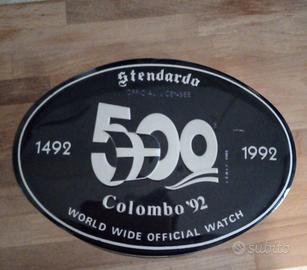 Stendardo
OFFICIAL LICENSEE
1492 500 1992
Colombo '92
WORLD WIDE OFFICIAL WATCH
subito